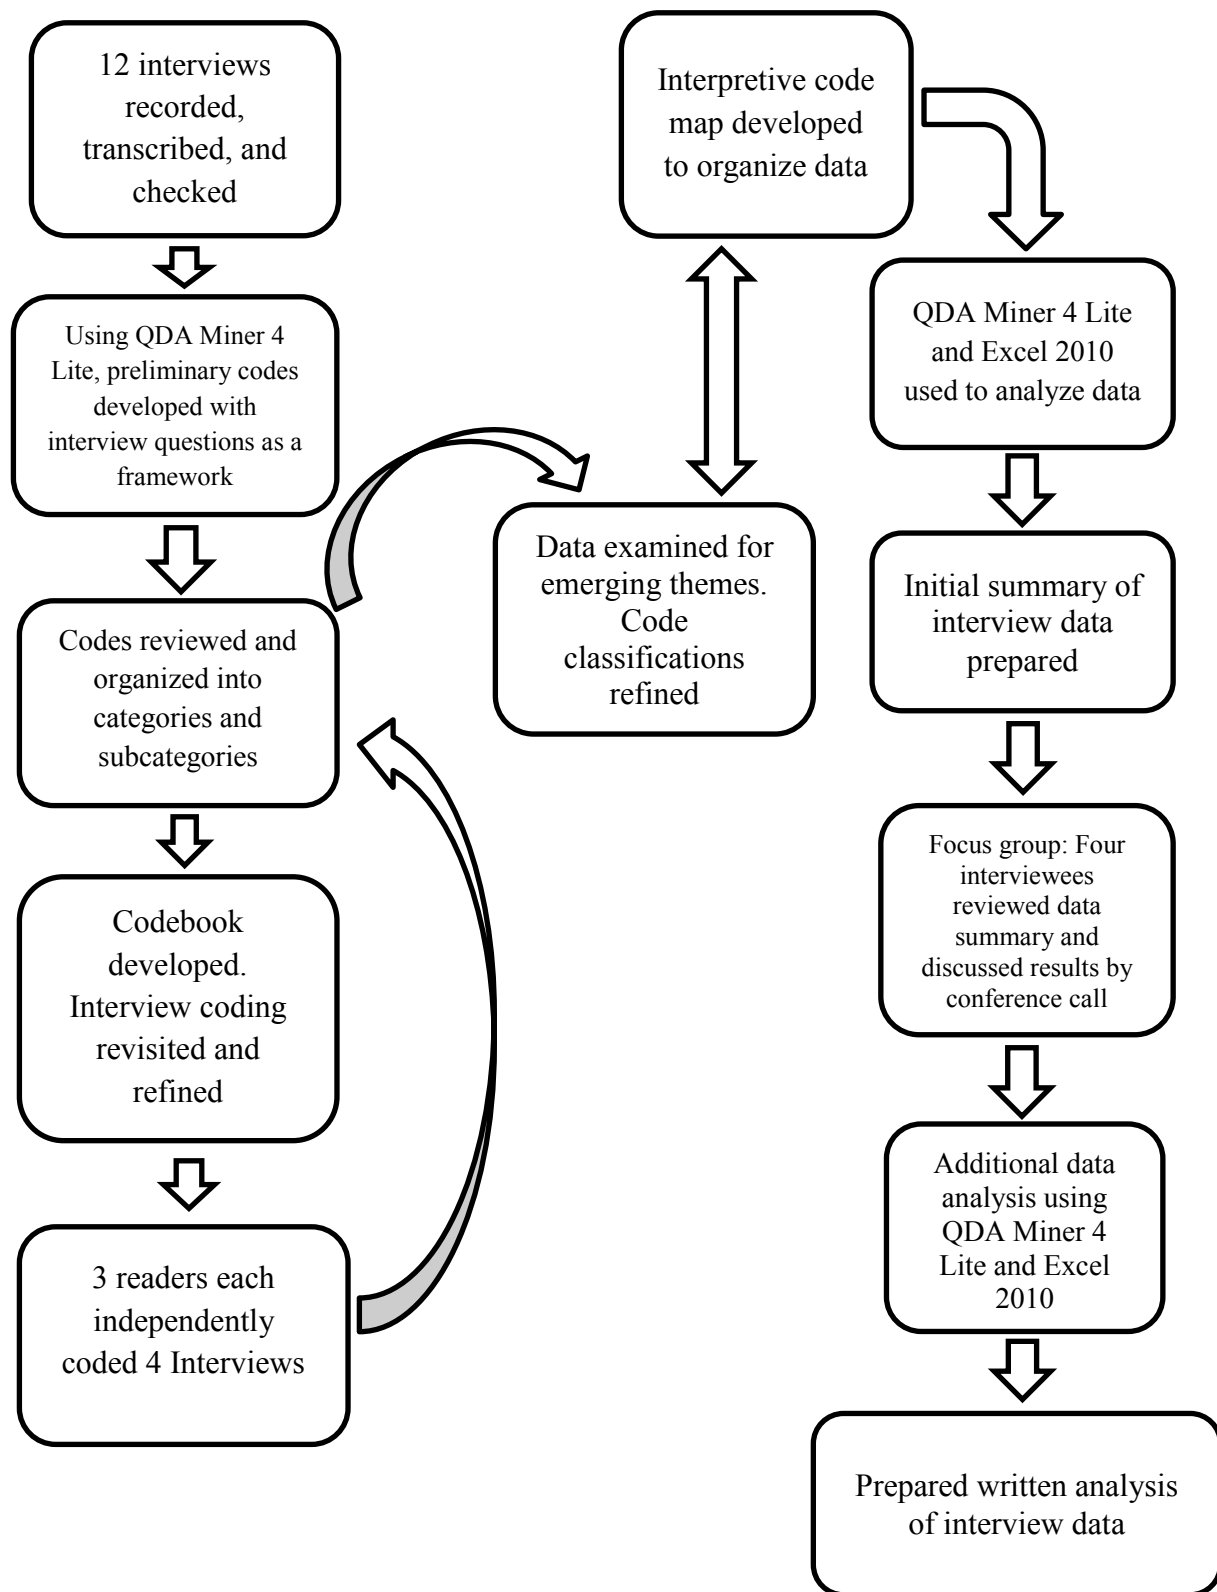 12 interviews
recorded,
transcribed, and
checked
Using QDA Miner 4
Lite, preliminary codes
developed with
interview questions as a
framework
Codes reviewed and
organized into
categories and
subcategories
Codebook
developed.
Interview coding
revisited and
refined
3 readers each
independently
coded 4 Interviews
Data examined for
emerging themes.
Code
classifications
refined
Interpretive code
map developed
to organize data
QDA Miner 4 Lite
and Excel 2010
used to analyze data
Initial summary of
interview data
prepared
Focus group: Four
interviewees
reviewed data
summary and
discussed results by
conference call
Additional data
analysis using
QDA Miner 4
Lite and Excel
2010
Prepared written analysis
of interview data